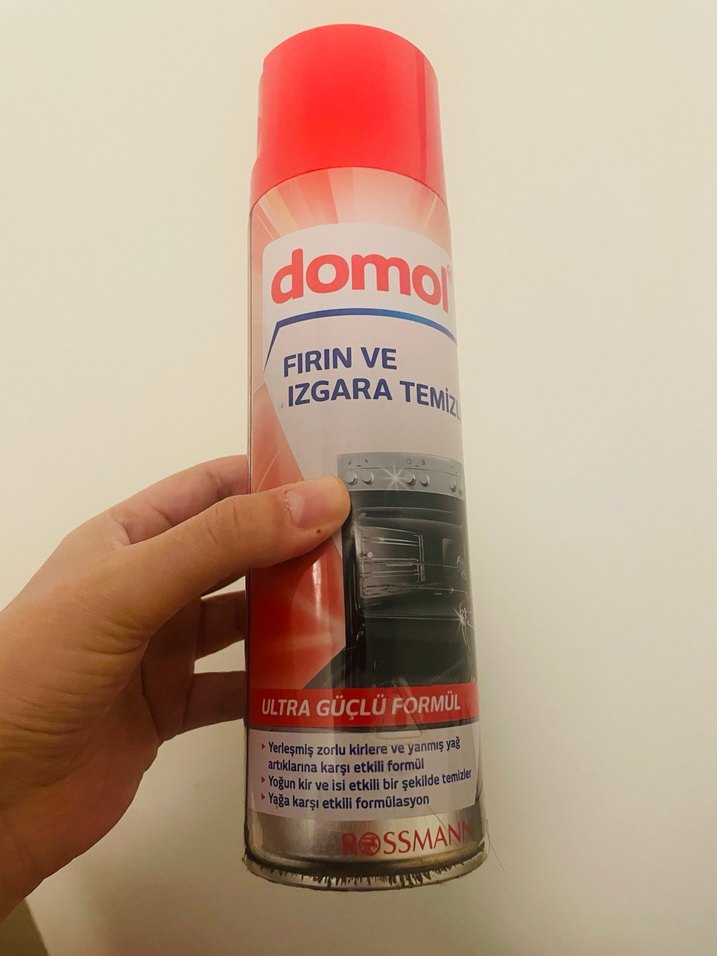 domol
FIRIN VE
IZGARA TEMİZL
ULTRA GÜÇLÜ FORMÜL
Yerleşmiş zorlu kirlere ve yanmış yağ
artıklarına karşı etkili formül
Yoğun kir ve isi etkili bir şekilde temizler
Yağa karşı etkili formülasyon
ROSSMANN